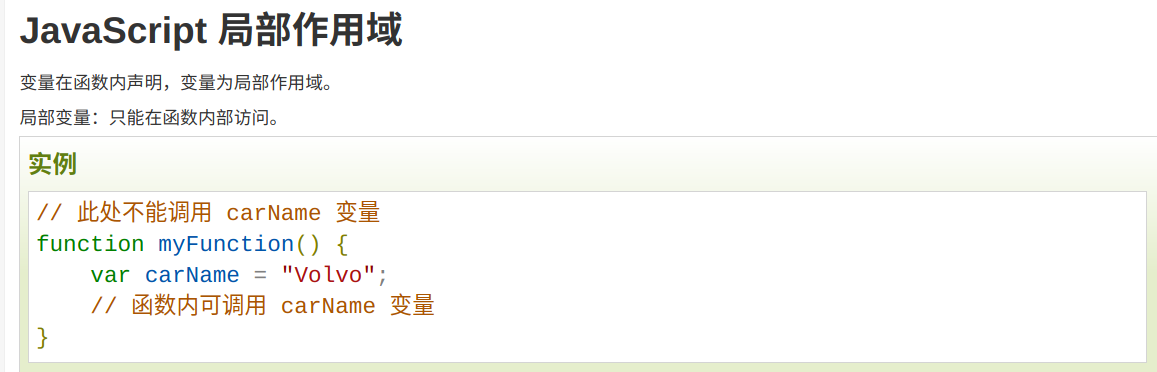 JavaScript 局部作用域
变量在函数内声明，变量为局部作用域。
局部变量：只能在函数内部访问。
实例
// 此处不能调用 carName 变量
function myFunction() {
    var carName = "Volvo";
    // 函数内可调用 carName 变量
}